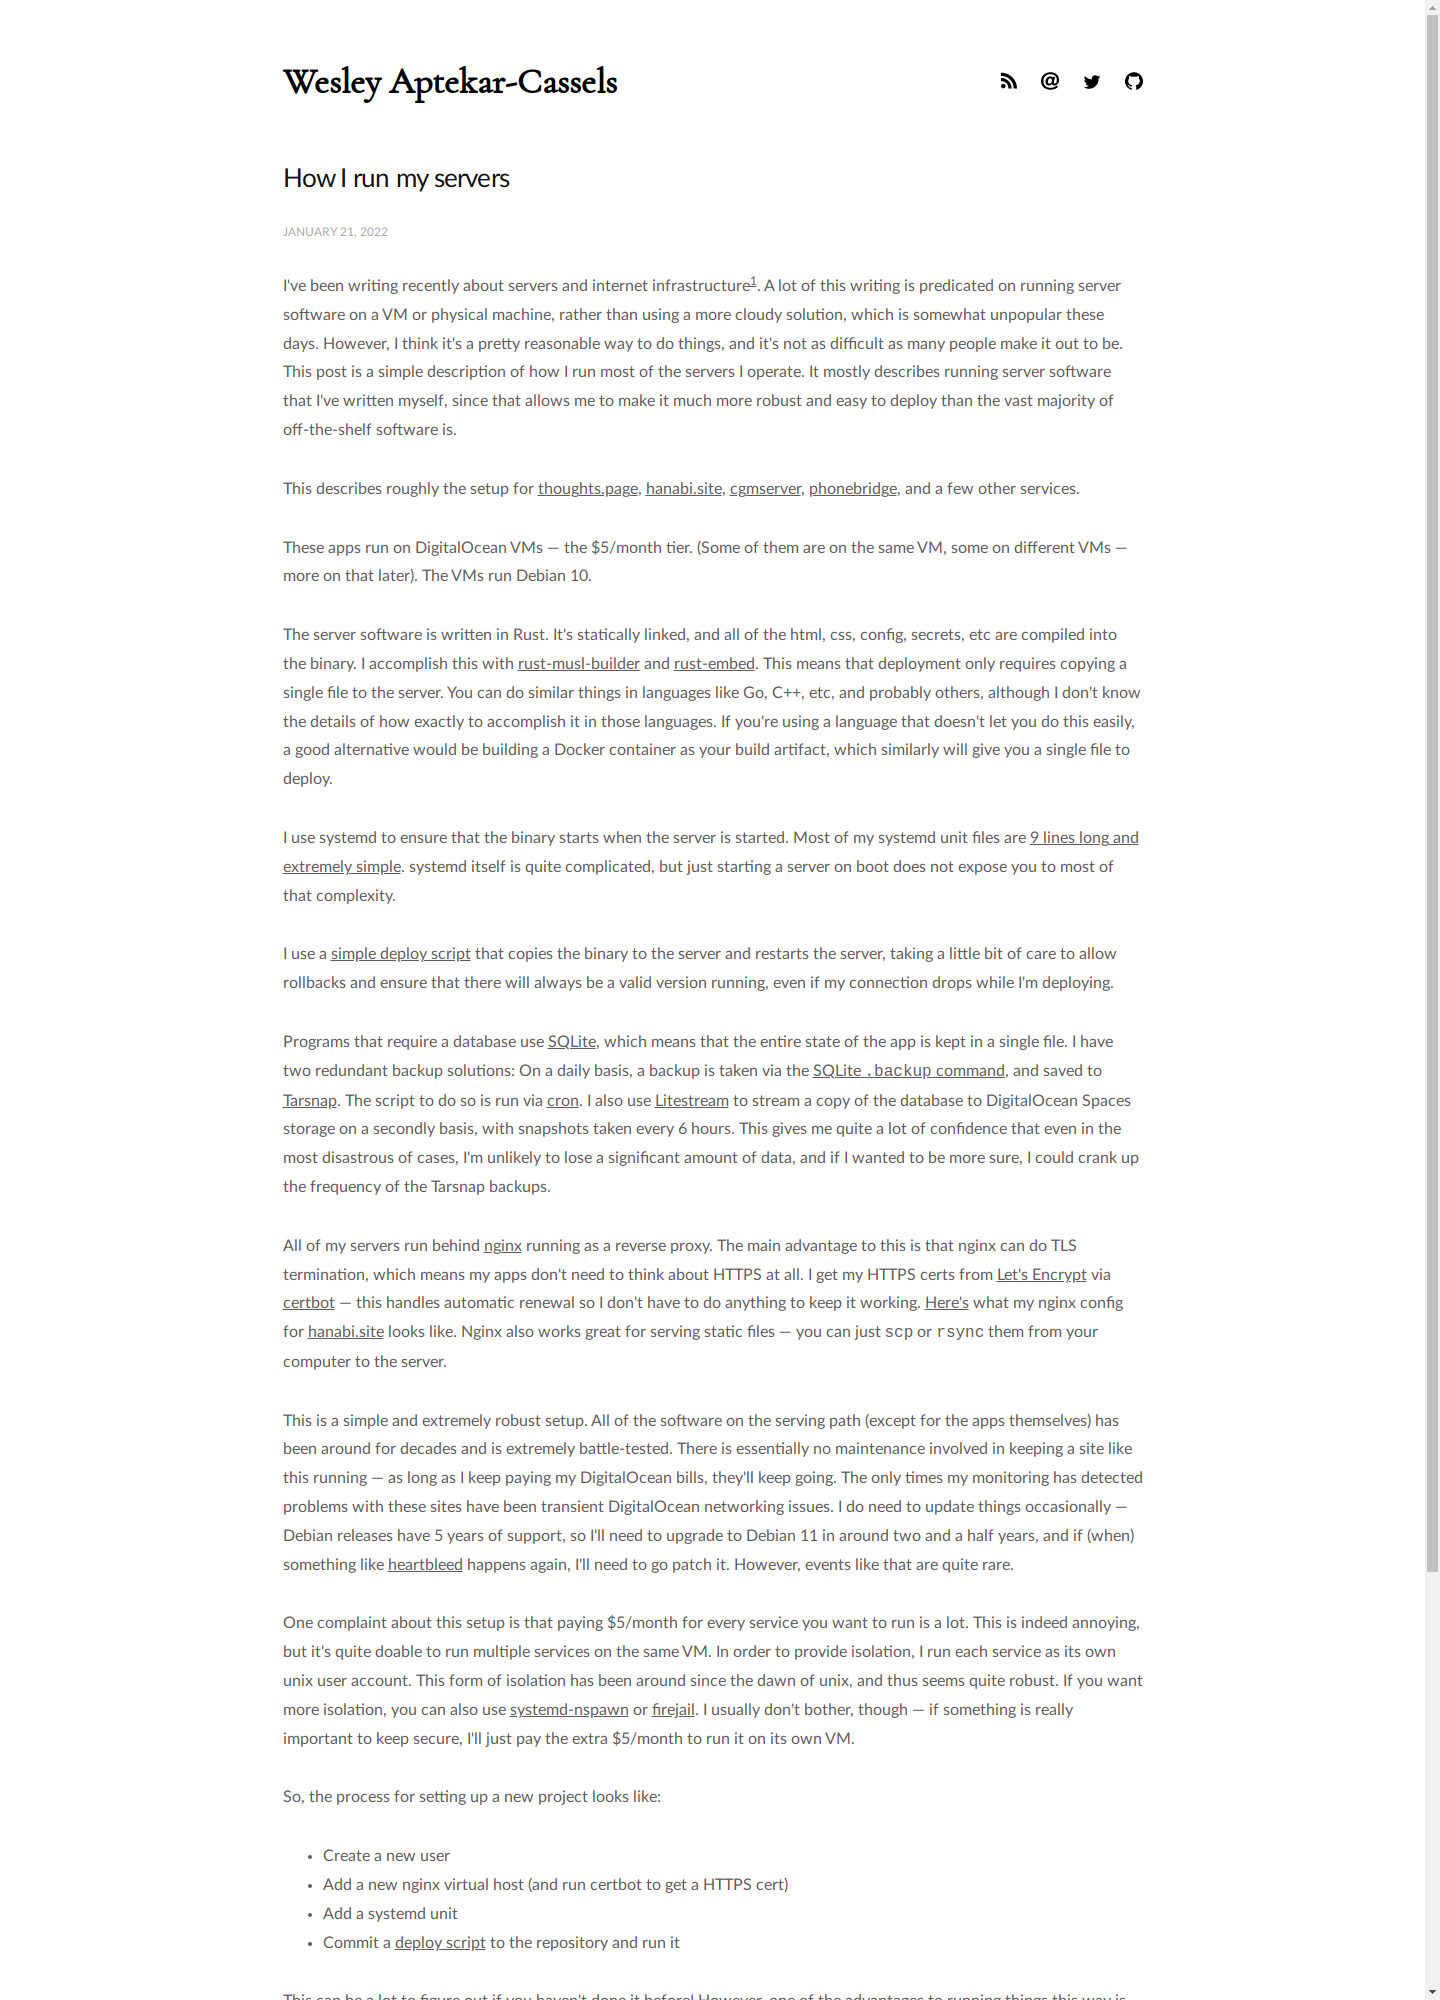 Wesley Aptekar-Cassels
How I run my servers
JANUARY 21, 2022
I've been writing recently about servers and internet infrastructure1. A lot of this writing is predicated on running server
software on a VM or physical machine, rather than using a more cloudy solution, which is somewhat unpopular these
days. However, I think it's a pretty reasonable way to do things, and it's not as difficult as many people make it out to be.
This post is a simple description of how I run most of the servers I operate. It mostly describes running server software
that I've written myself, since that allows me to make it much more robust and easy to deploy than the vast majority of
off-the-shelf software is.
This describes roughly the setup for thoughts.page, hanabi.site, cgmserver, phonebridge, and a few other services.
These apps run on DigitalOcean VMs — the $5/month tier. (Some of them are on the same VM, some on different VMs —
more on that later). The VMs run Debian 10.
The server software is written in Rust. It's statically linked, and all of the html, css, config, secrets, etc are compiled into
the binary. I accomplish this with rust-musl-builder and rust-embed. This means that deployment only requires copying a
single file to the server. You can do similar things in languages like Go, C++, etc, and probably others, although I don't know
the details of how exactly to accomplish it in those languages. If you're using a language that doesn't let you do this easily,
a good alternative would be building a Docker container as your build artifact, which similarly will give you a single file to
deploy.
I use systemd to ensure that the binary starts when the server is started. Most of my systemd unit files are 9 lines long and
extremely simple. systemd itself is quite complicated, but just starting a server on boot does not expose you to most of
that complexity.
I use a simple deploy script that copies the binary to the server and restarts the server, taking a little bit of care to allow
rollbacks and ensure that there will always be a valid version running, even if my connection drops while I'm deploying.
Programs that require a database use SQLite, which means that the entire state of the app is kept in a single file. I have
two redundant backup solutions: On a daily basis, a backup is taken via the SQLite .backup command, and saved to
Tarsnap. The script to do so is run via cron. I also use Litestream to stream a copy of the database to DigitalOcean Spaces
storage on a secondly basis, with snapshots taken every 6 hours. This gives me quite a lot of confidence that even in the
most disastrous of cases, I'm unlikely to lose a significant amount of data, and if I wanted to be more sure, I could crank up
the frequency of the Tarsnap backups.
All of my servers run behind nginx running as a reverse proxy. The main advantage to this is that nginx can do TLS
termination, which means my apps don't need to think about HTTPS at all. I get my HTTPS certs from Let's Encrypt via
certbot — this handles automatic renewal so I don't have to do anything to keep it working. Here's what my nginx config
for hanabi.site looks like. Nginx also works great for serving static files — you can just scp or rsync them from your
computer to the server.
This is a simple and extremely robust setup. All of the software on the serving path (except for the apps themselves) has
been around for decades and is extremely battle-tested. There is essentially no maintenance involved in keeping a site like
this running — as long as I keep paying my DigitalOcean bills, they'll keep going. The only times my monitoring has detected
problems with these sites have been transient DigitalOcean networking issues. I do need to update things occasionally —
Debian releases have 5 years of support, so I'll need to upgrade to Debian 11 in around two and a half years, and if (when)
something like heartbleed happens again, I'll need to go patch it. However, events like that are quite rare.
One complaint about this setup is that paying $5/month for every service you want to run is a lot. This is indeed annoying,
but it's quite doable to run multiple services on the same VM. In order to provide isolation, I run each service as its own
unix user account. This form of isolation has been around since the dawn of unix, and thus seems quite robust. If you want
more isolation, you can also use systemd-nspawn or firejail. I usually don't bother, though — if something is really
important to keep secure, I'll just pay the extra $5/month to run it on its own VM.
So, the process for setting up a new project looks like:
• Create a new user
• Add a new nginx virtual host (and run certbot to get a HTTPS cert)
• Add a systemd unit
• Commit a deploy script to the repository and run it
This can be a lot to figure out if you haven't done it before! However, one of the advantages to running things this way is